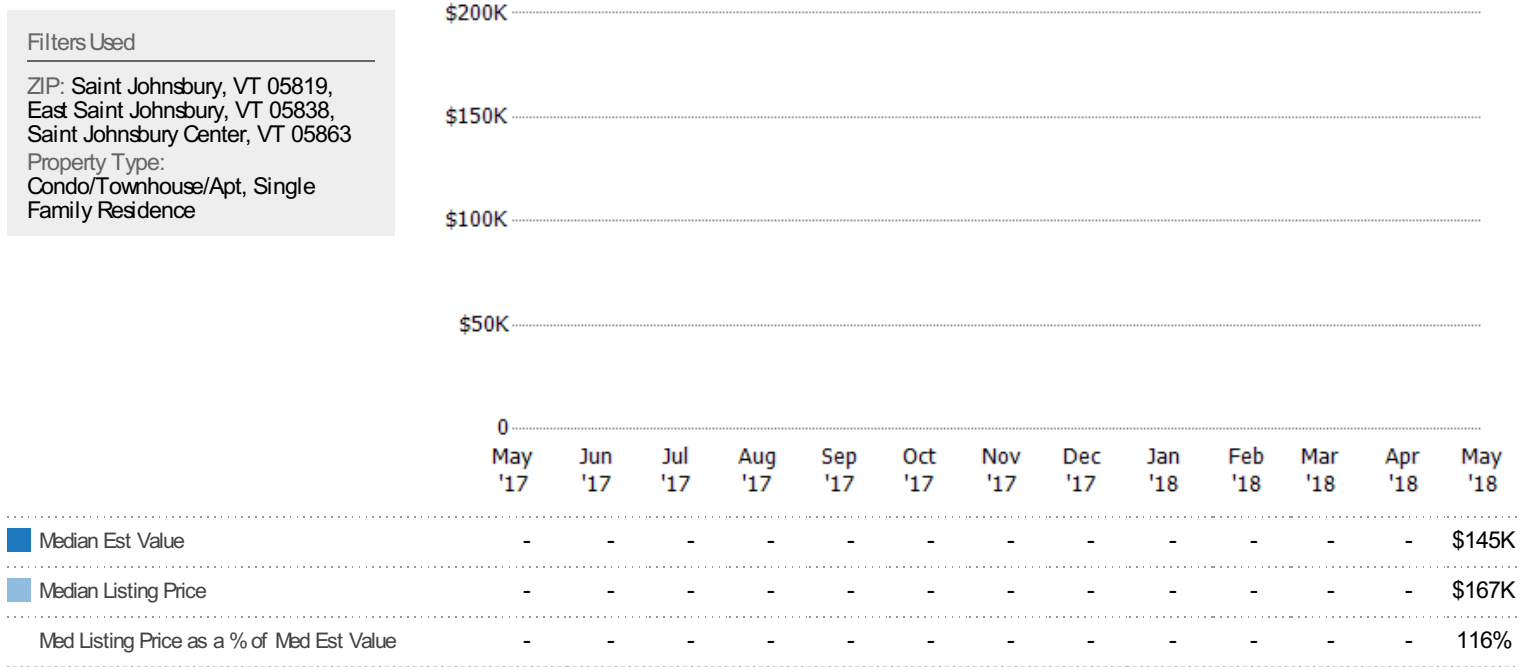 Filters Used
ZIP: Saint Johnsbury, VT 05819,
East Saint Johnsbury, VT 05838,
Saint Johnsbury Center, VT 05863
Property Type:
Condo/Townhouse/Apt, Single
Family Residence
$200K
$150K
$100K
$50K
0
May Jun Jul Aug Sep Oct Nov Dec Jan Feb Mar Apr May
'17 '17 '17 '17 '17 '17 '17 '17 '18 '18 '18 '18 '18
Median Est Value - - - - - - - - - - - - $145K
Median Listing Price - - - - - - - - - - - - $167K
Med Listing Price as a % of Med Est Value - - - - - - - - - - - - 116%